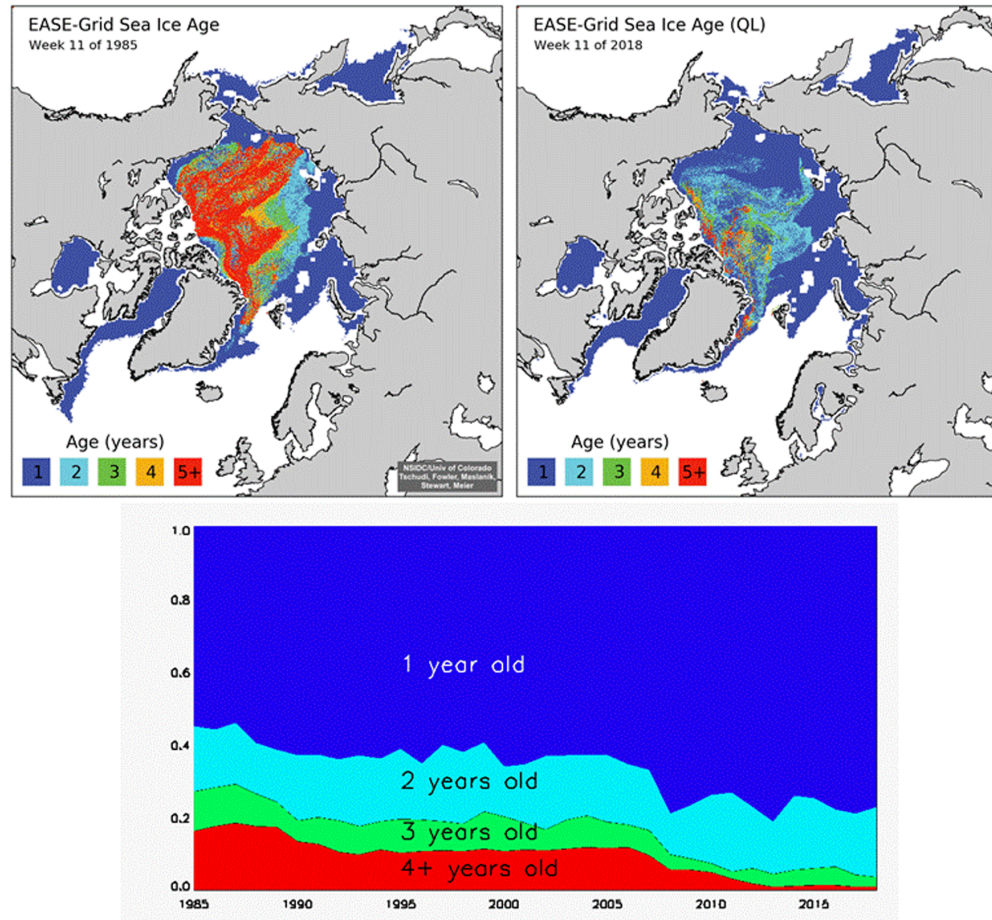 EASE-Grid Sea Ice Age
Week 11 of 1985
Age (years)
1 2 3 4 5+
NSIDC/Univ of Colorado
Tschudi, Fowler, Maslanik,
Stewart, Meier
EASE-Grid Sea Ice Age (QL)
Week 11 of 2018
Age (years)
1 2 3 4 5+
1.0
0.8
0.6
0.4
0.2
0.0
1 year old
2 years old
3 years old
4+ years old
1985 1990 1995 2000 2005 2010 2015